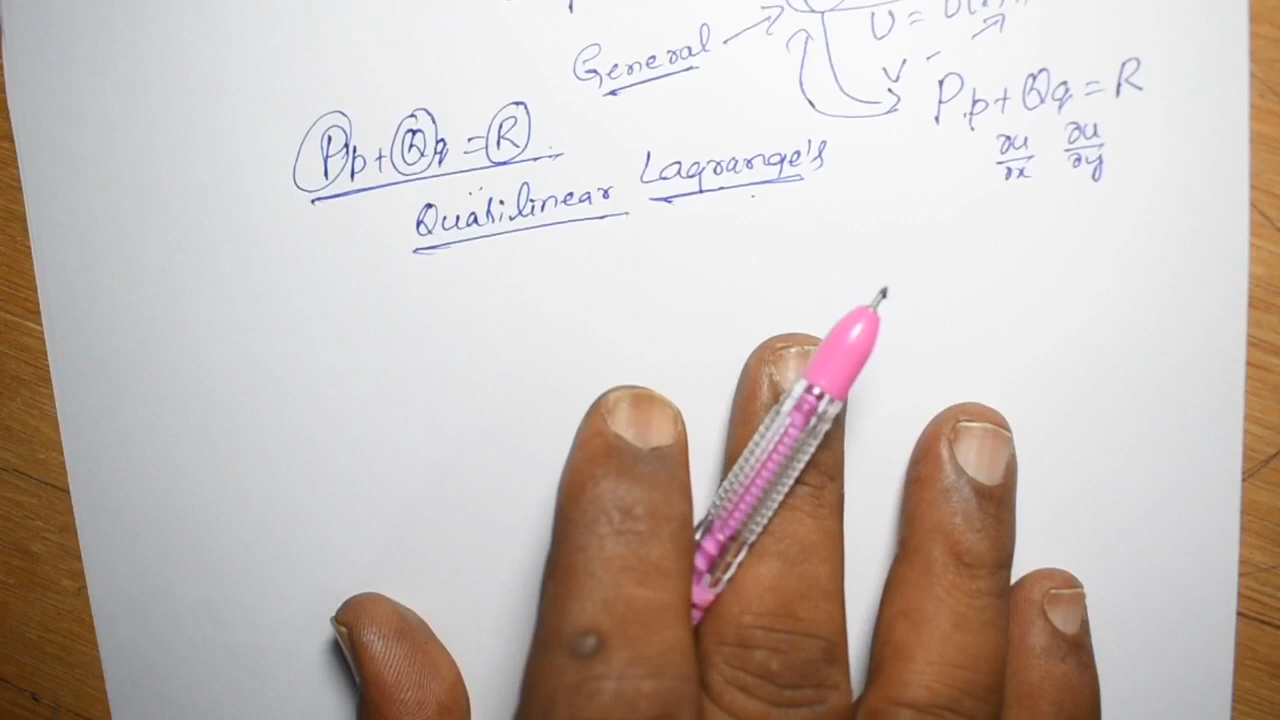 General
U =
V
Pp + Qq = R
∂u/∂x ∂u/∂y
Pp + Qq = R
Lagrange's
Quasilinear